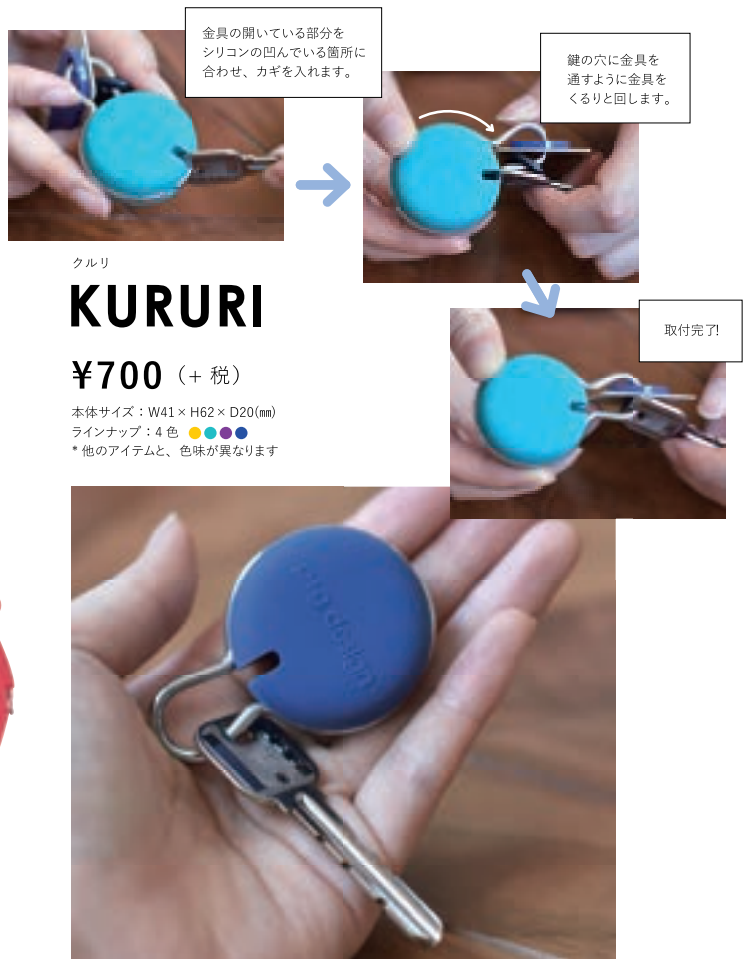 金具の開いている部分を
シリコンの凹んでいる箇所に
合わせ、カギを入れます。
鍵の穴に金具を
通すように金具を
くるりと回します。
取付完了!
クルリ
KURURI
¥700（+ 税）
本体サイズ：W41×H62×D20(㎜)
ラインナップ：4 色
* 他のアイテムと、色味が異なります
design